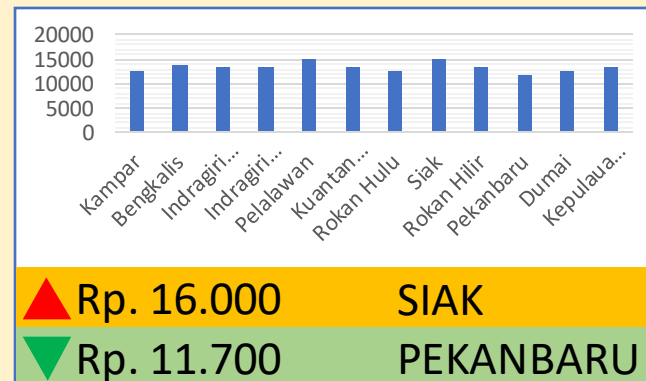 20000
15000
10000
5000
0
Kampar
Bengkalis
Indragiri...
Indragiri...
Pelalawan
Kuantan...
Rokan Hulu
Siak
Rokan Hilir
Pekanbaru
Dumai
Kepulaua...
Rp. 16.000 SIAK
Rp. 11.700 PEKANBARU